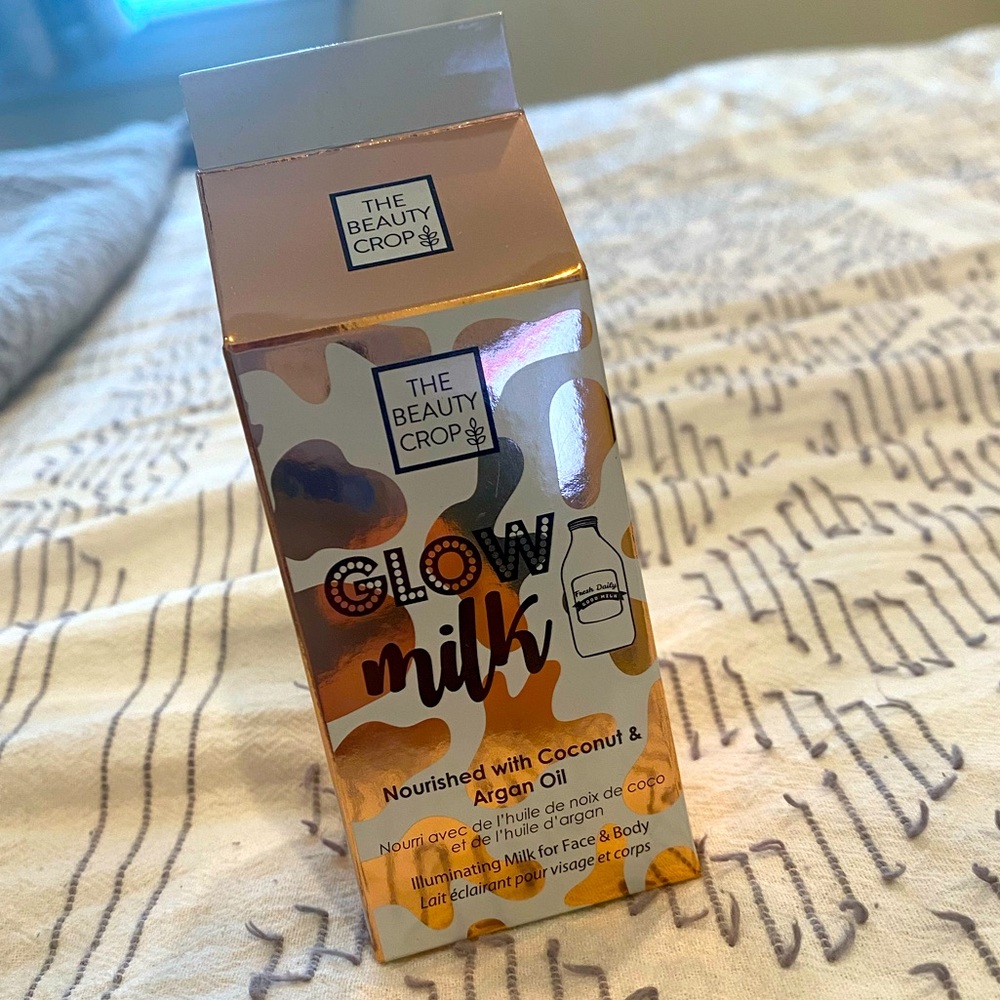 THE
BEAUTY
CROP
THE
BEAUTY
CROP
GLOW
milk
Fresh Daily
GOOD MILK
Nourished with Coconut &
Argan Oil
Nourri avec de l'huile de noix de coco
et de l'huile d'argan
Illuminating Milk for Face & Body
Lait éclairant pour visage et corps